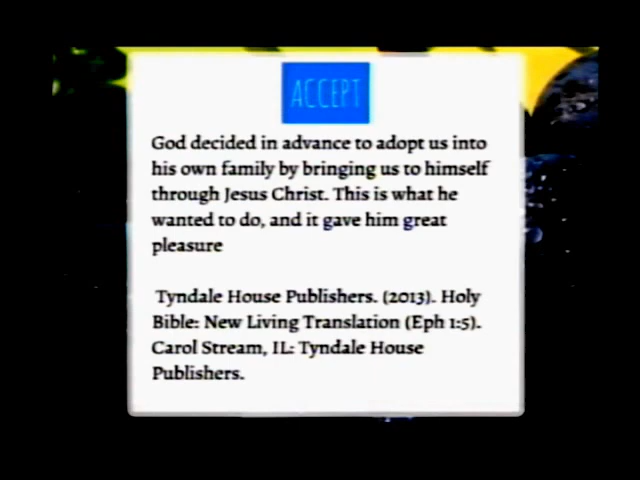 ACCEPT
God decided in advance to adopt us into
his own family by bringing us to himself
through Jesus Christ. This is what he
wanted to do, and it gave him great
pleasure
Tyndale House Publishers. (2013). Holy
Bible: New Living Translation (Eph 1:5).
Carol Stream, IL: Tyndale House
Publishers.